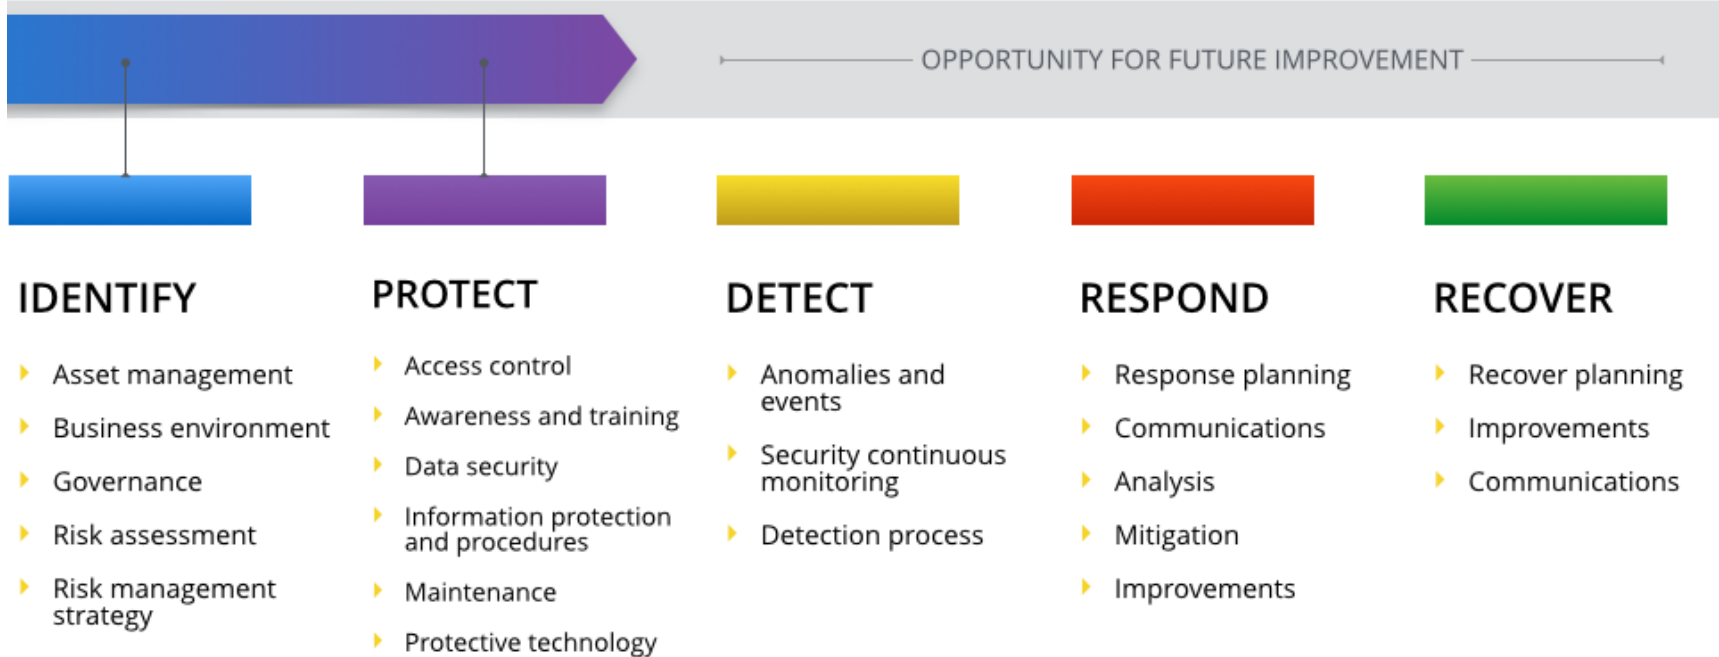 OPPORTUNITY FOR FUTURE IMPROVEMENT
IDENTIFY
Asset management
Business environment
Governance
Risk assessment
Risk management
strategy
PROTECT
Access control
Awareness and training
Data security
Information protection
and procedures
Maintenance
Protective technology
DETECT
Anomalies and
events
Security continuous
monitoring
Detection process
RESPOND
Response planning
Communications
Analysis
Mitigation
Improvements
RECOVER
Recover planning
Improvements
Communications